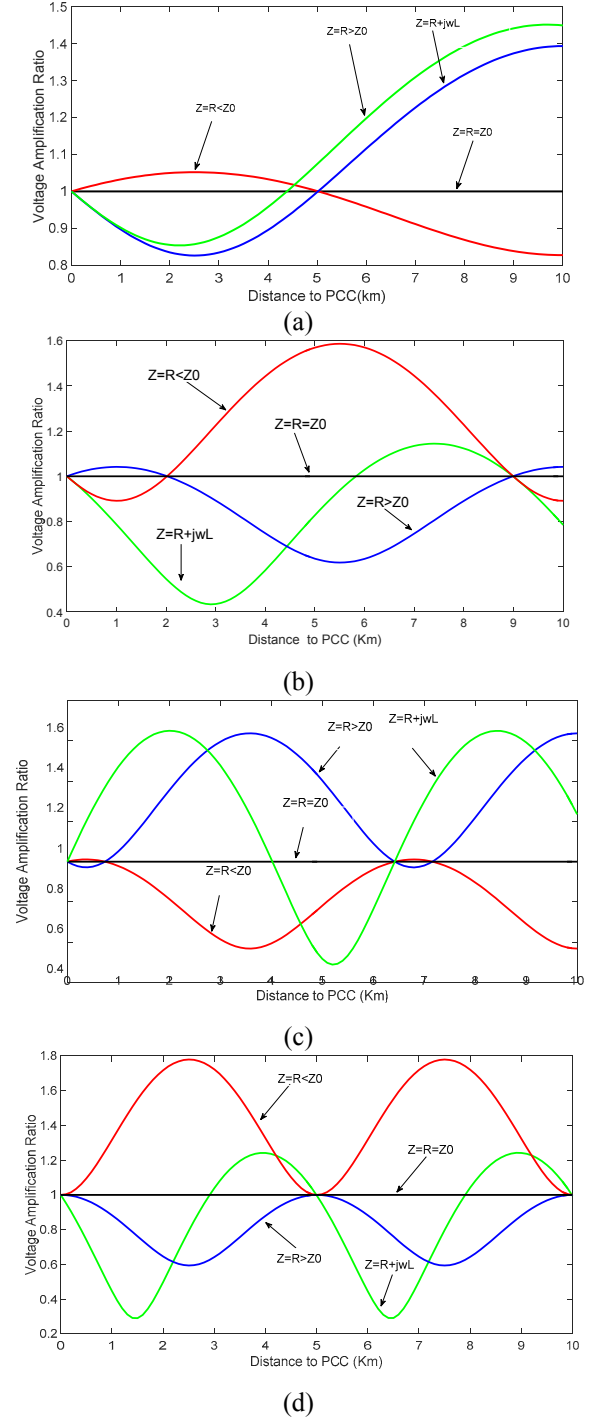 1.5
1.4
1.3
1.2
1.1
1
0.9
0.8
Voltage Amplification Ratio
Z=R>Z0
Z=R+jwL
Z=R<Z0
Z=R=Z0
0 1 2 3 4 5 6 7 8 9 10
Distance to PCC(km)
(a)
1.6
1.4
1.2
1
0.8
0.6
0.4
Voltage Amplification Ratio
Z=R<Z0
Z=R=Z0
Z=R+jwL
Z=R>Z0
0 1 2 3 4 5 6 7 8 9 10
Distance to PCC (Km)
(b)
1.6
1.4
1.2
1
0.8
0.6
0.4
Voltage Amplification Ratio
Z=R>Z0
Z=R+jwL
Z=R=Z0
Z=R<Z0
0 1 2 3 4 5 6 7 8 9 10
Distance to PCC (Km)
(c)
1.8
1.6
1.4
1.2
1
0.8
0.6
0.4
0.2
Voltage Amplification Ratio
Z=R<Z0
Z=R=Z0
Z=R>Z0
Z=R+jwL
0 1 2 3 4 5 6 7 8 9 10
Distance to PCC (Km)
(d)